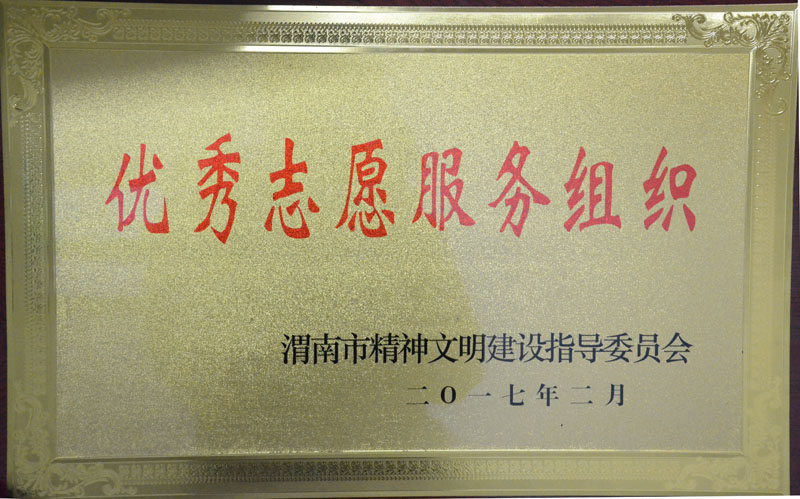 优秀志愿服务组织
渭南市精神文明建设指导委员会
二〇一七年二月